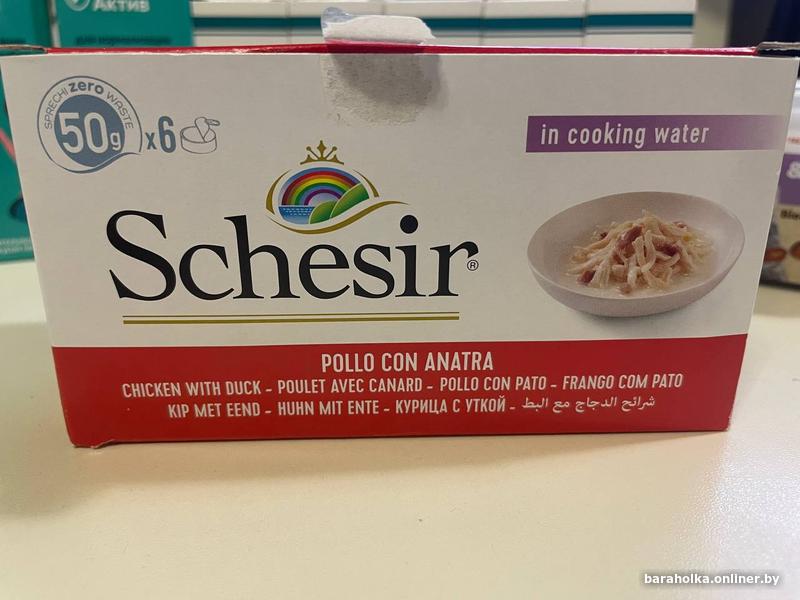 АКТИВ
SPRECHI zero WASTE
50g x6
in cooking water
Schesir®
POLLO CON ANATRA
CHICKEN WITH DUCK - POULET AVEC CANARD - POLLO CON PATO - FRANGO COM PATO
KIP MET EEND - HUHN MIT ENTE - КУРИЦА С УТКОЙ - شرائح الدجاج مع البط
baraholka.onliner.by